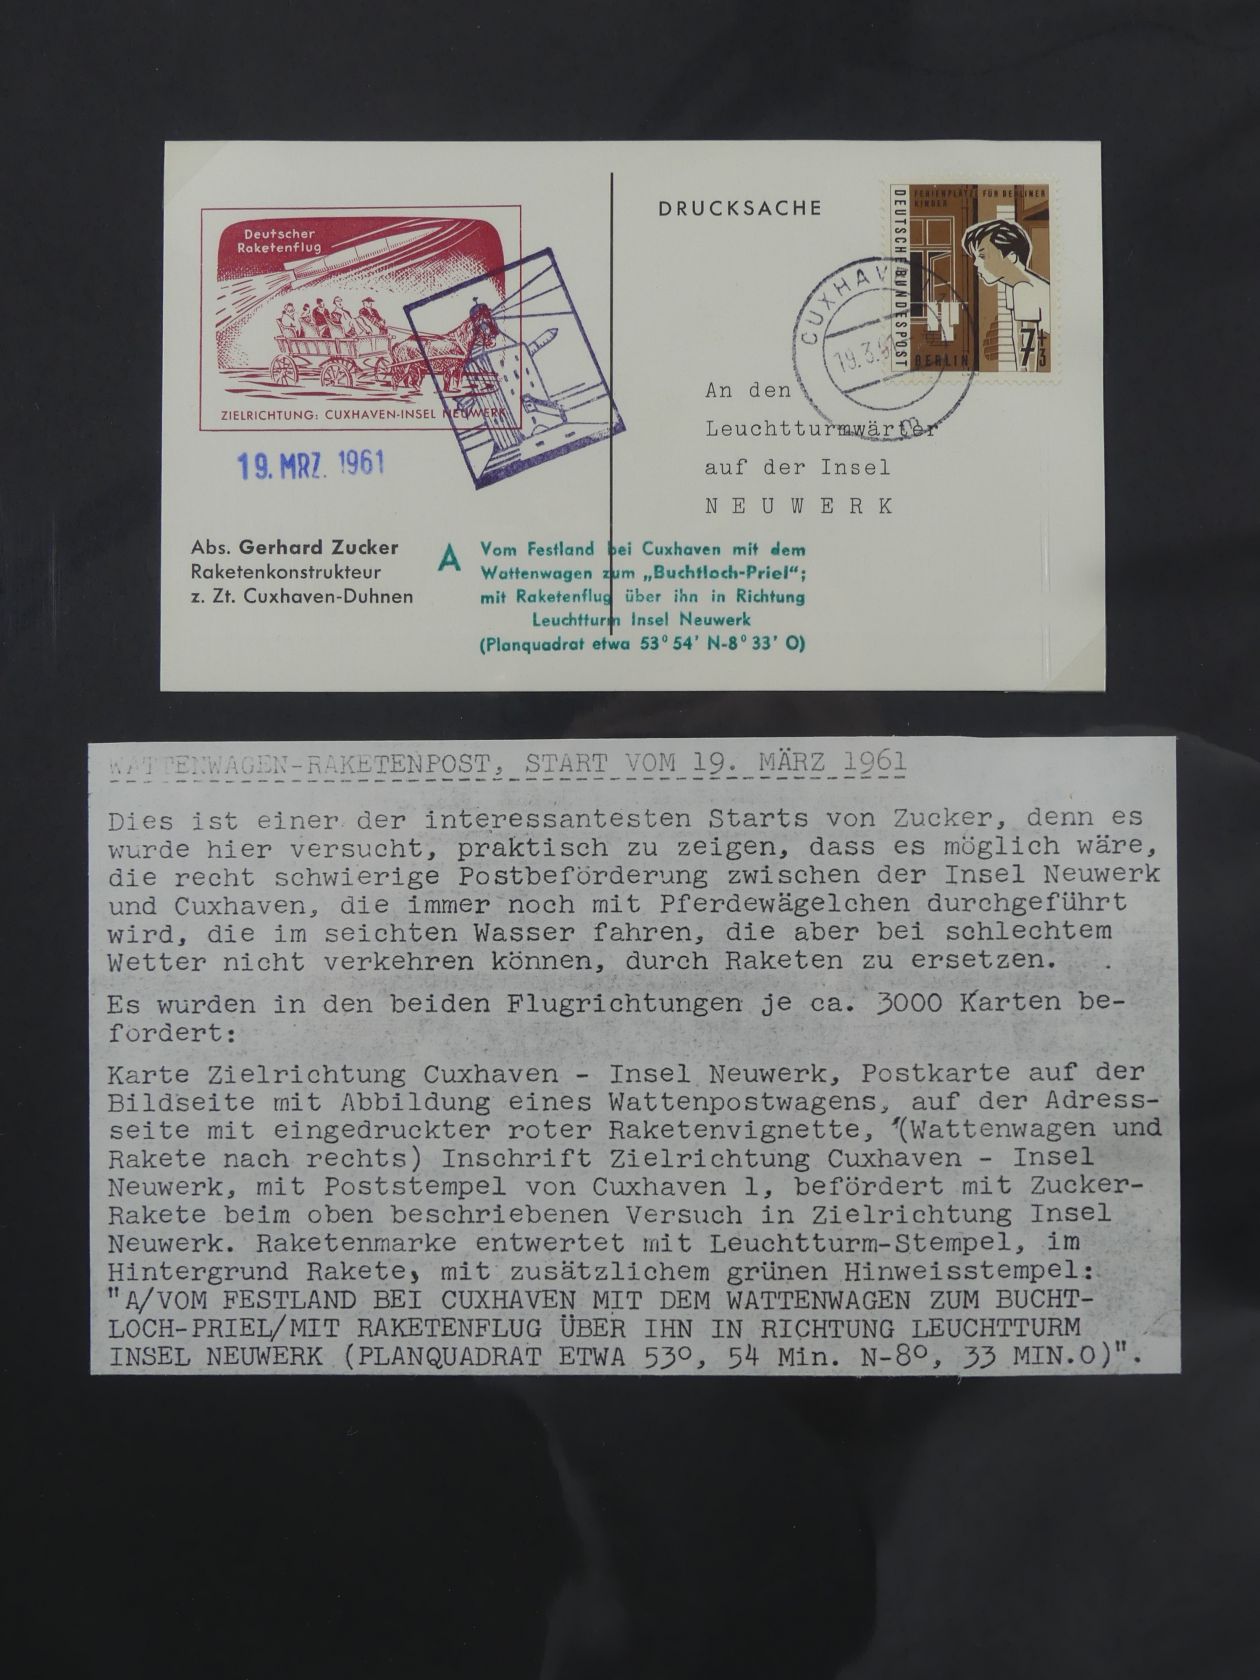 Deutscher
Raketenflug
ZIELRICHTUNG: CUXHAVEN-INSEL NEUWERK
19. MRZ. 1961
DRUCKSACHE
FERIENPLÄTZE FÜR BERLINER
KINDER
DEUTSCHE BUNDESPOST
BERLIN
7+3
CUXHAV
19.3.
An den
Leuchtturmwärter
auf der Insel
NEUWERK
Abs. Gerhard Zucker
Raketenkonstrukteur
z. Zt. Cuxhaven-Duhnen
A
Vom Festland bei Cuxhaven mit dem
Wattenwagen zum „Buchtloch-Priel“;
mit Raketenflug über ihn in Richtung
Leuchtturm Insel Neuwerk
(Planquadrat etwa 53° 54' N-8° 33' O)
WATTENWAGEN-RAKETENPOST, START VOM 19. MÄRZ 1961
Dies ist einer der interessantesten Starts von Zucker, denn es
wurde hier versucht, praktisch zu zeigen, dass es möglich wäre,
die recht schwierige Postbeförderung zwischen der Insel Neuwerk
und Cuxhaven, die immer noch mit Pferdewägelchen durchgeführt
wird, die im seichten Wasser fahren, die aber bei schlechtem
Wetter nicht verkehren können, durch Raketen zu ersetzen.
Es wurden in den beiden Flugrichtungen je ca. 3000 Karten be-
fordert:
Karte Zielrichtung Cuxhaven - Insel Neuwerk, Postkarte auf der
Bildseite mit Abbildung eines Wattenpostwagens, auf der Adress-
seite mit eingedruckter roter Raketenvignette, (Wattenwagen und
Rakete nach rechts) Inschrift Zielrichtung Cuxhaven - Insel
Neuwerk, mit Poststempel von Cuxhaven 1, befördert mit Zucker-
Rakete beim oben beschriebenen Versuch in Zielrichtung Insel
Neuwerk. Raketenmarke entwertet mit Leuchtturm-Stempel, im
Hintergrund Rakete, mit zusätzlichem grünen Hinweisstempel:
"A/VOM FESTLAND BEI CUXHAVEN MIT DEM WATTENWAGEN ZUM BUCHT-
LOCH-PRIEL/MIT RAKETENFLUG ÜBER IHN IN RICHTUNG LEUCHTTURM
INSEL NEUWERK (PLANQUADRAT ETWA 53°, 54 Min. N-8°, 33 MIN.O)".